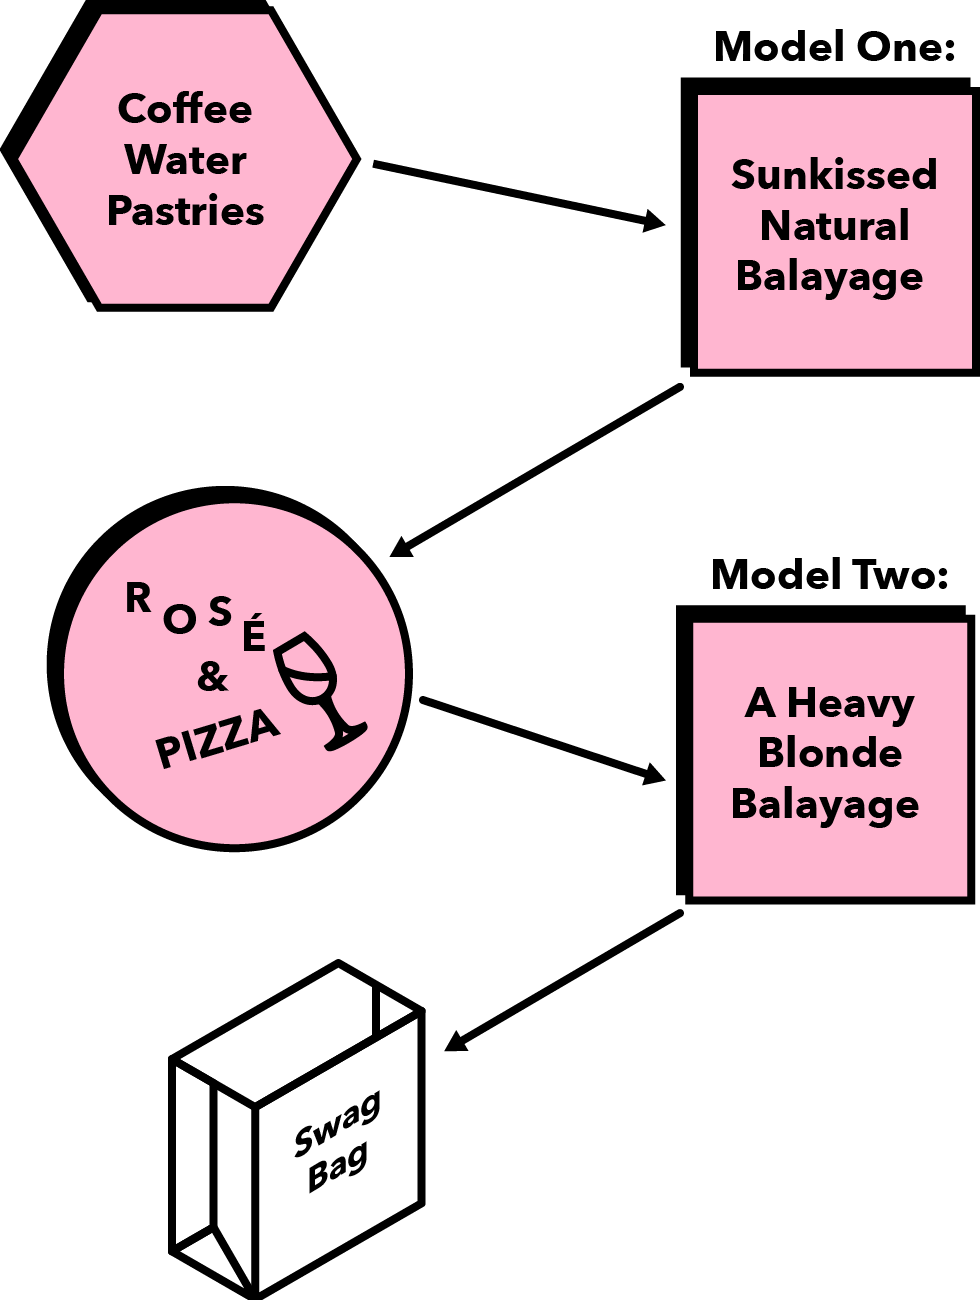 Coffee
Water
Pastries
Model One:
Sunkissed
Natural
Balayage
ROSÉ
&
PIZZA
Model Two:
A Heavy
Blonde
Balayage
Swag
Bag